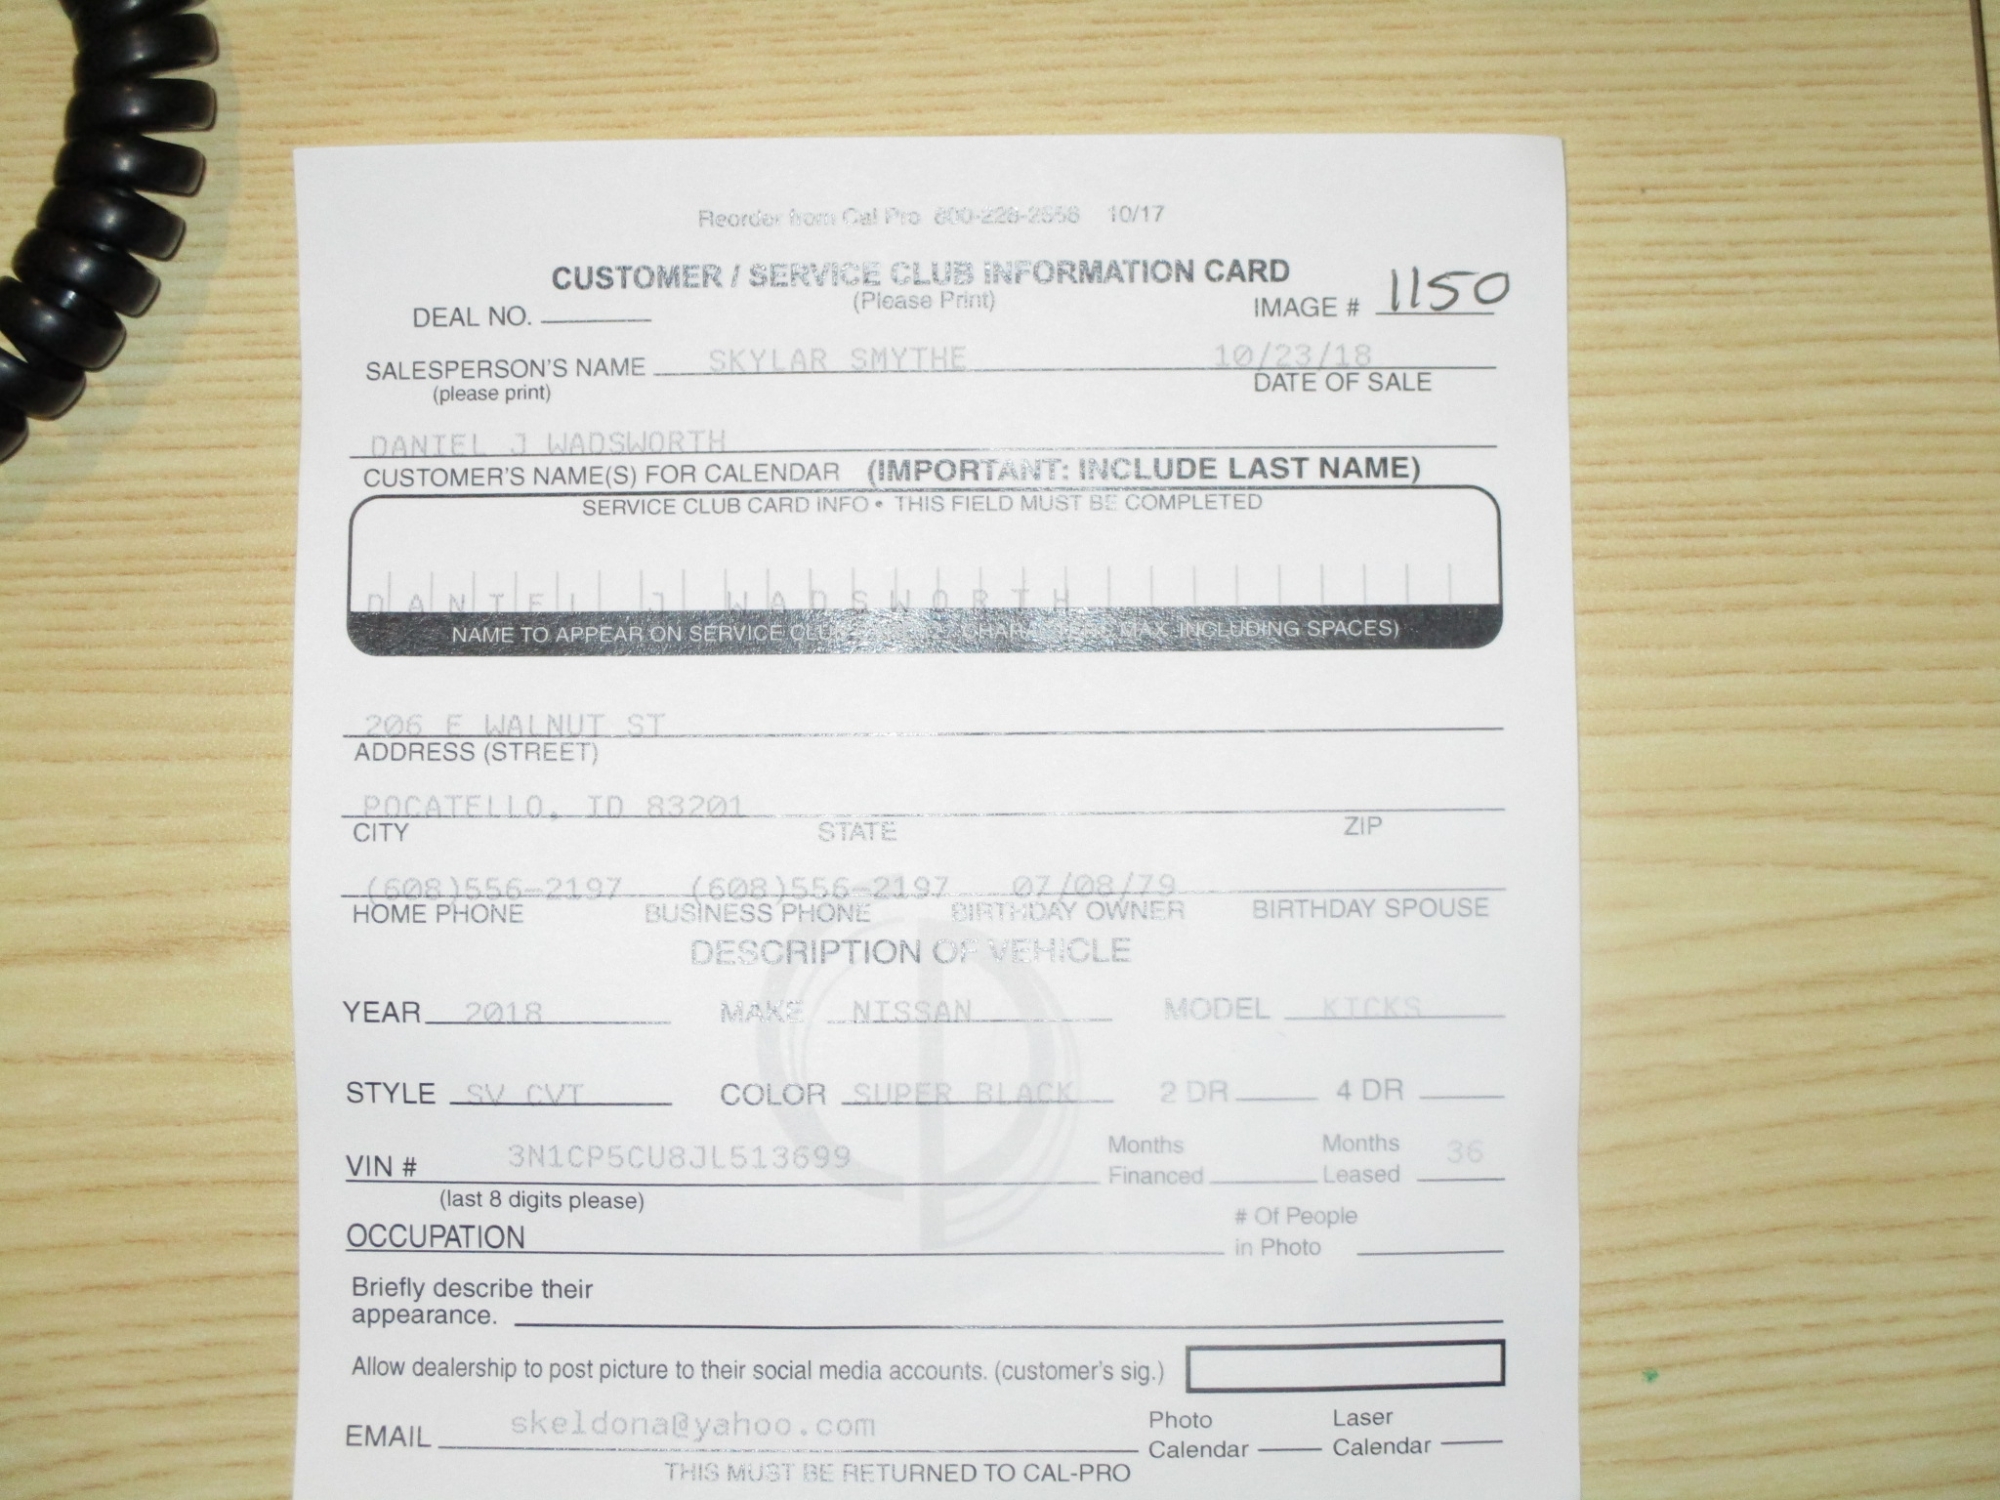 Reorder from Cal Pro 800-228-2558 10/17
CUSTOMER / SERVICE CLUB INFORMATION CARD
(Please Print)
DEAL NO. IMAGE # 1150
SALESPERSON'S NAME SKYLAR SMYTHE 10/23/18
(please print) DATE OF SALE
DANIEL J WADSWORTH
CUSTOMER'S NAME(S) FOR CALENDAR (IMPORTANT: INCLUDE LAST NAME)
SERVICE CLUB CARD INFO • THIS FIELD MUST BE COMPLETED
DANIEL J WADSWORTH
NAME TO APPEAR ON SERVICE CLUB MAX. INCLUDING SPACES)
206 E WALNUT ST
ADDRESS (STREET)
POCATELLO, ID 83201
CITY STATE ZIP
(608)556-2197 (608)556-2197 07/08/79
HOME PHONE BUSINESS PHONE BIRTHDAY OWNER BIRTHDAY SPOUSE
DESCRIPTION OF VEHICLE
YEAR 2018 MAKE NISSAN MODEL KICKS
STYLE SV CVT COLOR SUPER BLACK 2 DR 4 DR
VIN # 3N1CP5CU8JL513699 Months Financed Months Leased 36
(last 8 digits please)
OCCUPATION # Of People in Photo
Briefly describe their
appearance.
Allow dealership to post picture to their social media accounts. (customer's sig.)
EMAIL skeldona@yahoo.com Photo Calendar Laser Calendar
THIS MUST BE RETURNED TO CAL-PRO